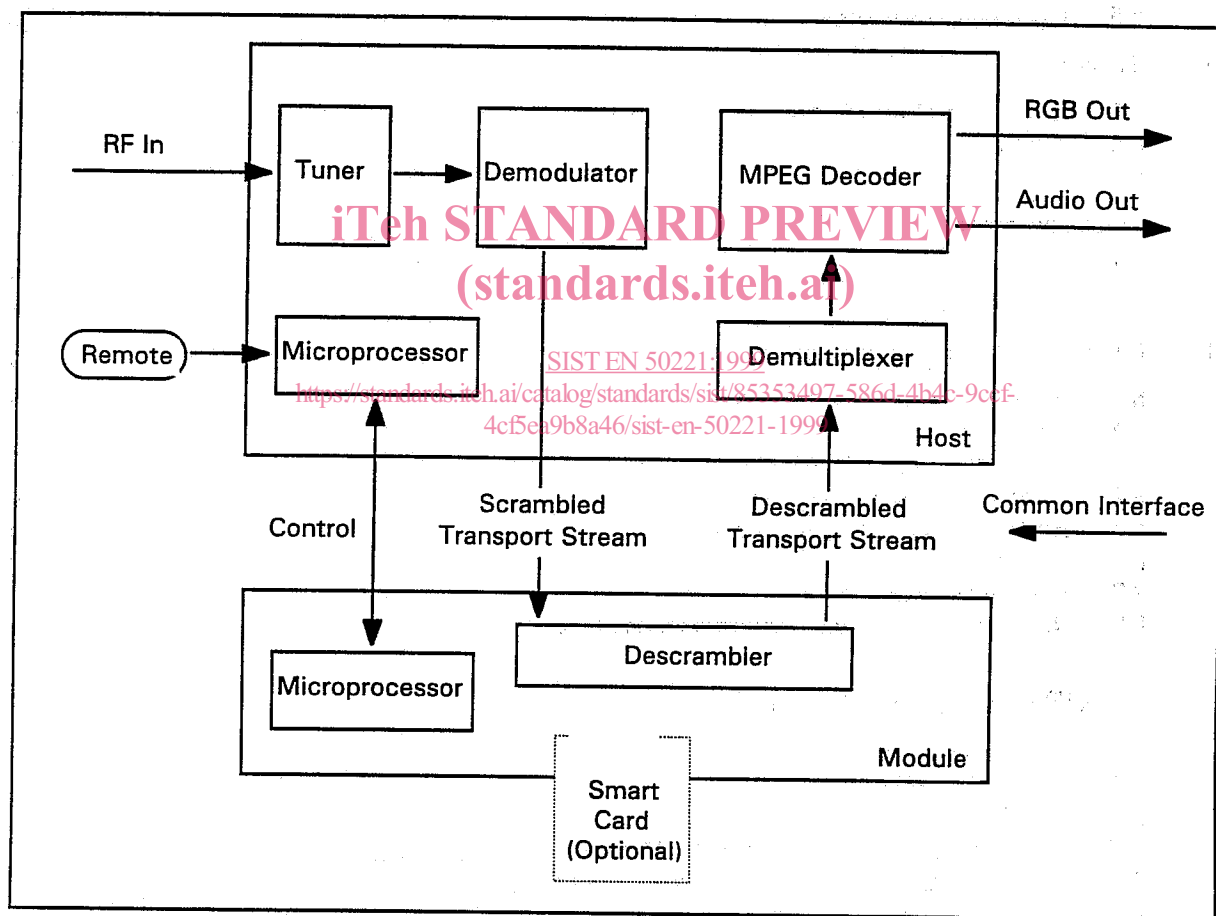 RF In
Tuner
Demodulator
MPEG Decoder
RGB Out
Audio Out
iTeh STANDARD PREVIEW
(standards.iteh.ai)
Remote
Microprocessor
Demultiplexer
SIST EN 50221:1999
https://standards.iteh.ai/catalog/standards/sist/85353497-586d-4b4c-9cef-
4cf5ea9b8a46/sist-en-50221-1999
Host
Control
Scrambled
Transport Stream
Descrambled
Transport Stream
Common Interface
Microprocessor
Descrambler
Module
Smart
Card
(Optional)